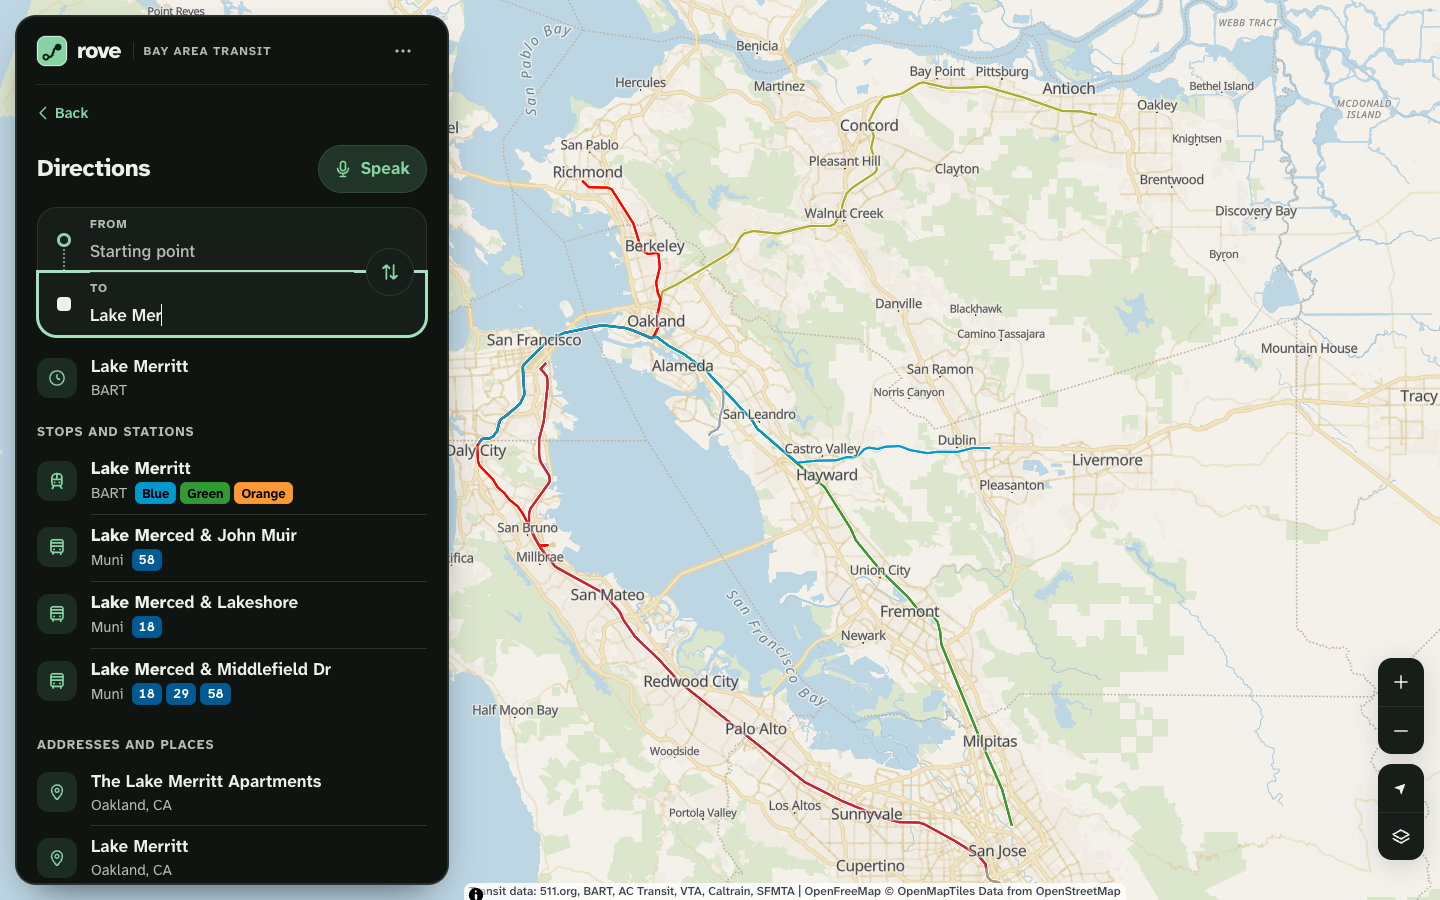 rove
BAY AREA TRANSIT
Back
Directions
Speak
FROM
Starting point
TO
Lake Mer
Lake Merritt
BART
STOPS AND STATIONS
Lake Merritt
BART Blue Green Orange
Lake Merced & John Muir
Muni 58
Lake Merced & Lakeshore
Muni 18
Lake Merced & Middlefield Dr
Muni 18 29 58
ADDRESSES AND PLACES
The Lake Merritt Apartments
Oakland, CA
Lake Merritt
Oakland, CA
Point Reyes
San Pablo Bay
Benicia
WEBB TRACT
Hercules
Martinez
Bay Point
Pittsburg
Antioch
Bethel Island
Oakley
MCDONALD
ISLAND
Concord
Knightsen
San Pablo
Richmond
Pleasant Hill
Clayton
Brentwood
Walnut Creek
Discovery Bay
Berkeley
Byron
Danville
Blackhawk
Oakland
Camino Tassajara
San Francisco
Mountain House
Alameda
San Ramon
Norris Canyon
Tracy
San Leandro
Daly City
Castro Valley
Dublin
Livermore
Hayward
Pleasanton
San Bruno
Millbrae
ifica
Union City
San Mateo
Fremont
San Francisco Bay
Newark
Redwood City
Half Moon Bay
Palo Alto
Milpitas
Woodside
Portola Valley
Los Altos
Sunnyvale
San Jose
Cupertino
nsit data: 511.org, BART, AC Transit, VTA, Caltrain, SFMTA | OpenFreeMap © OpenMapTiles Data from OpenStreetMap